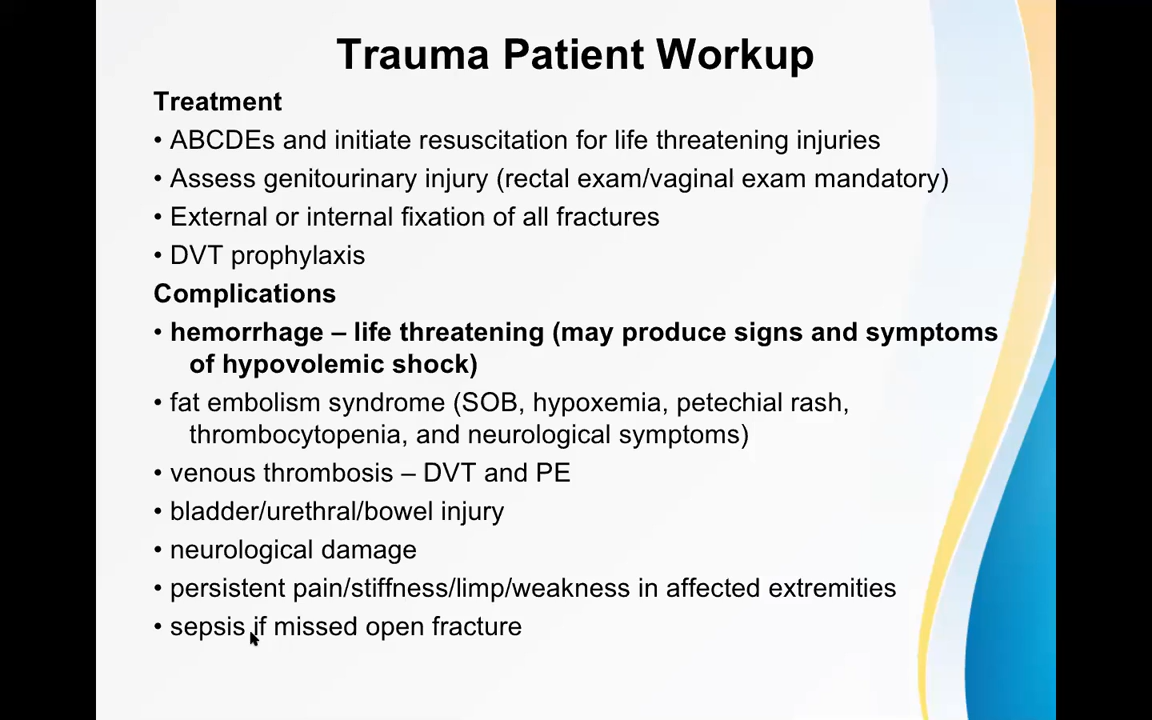 Trauma Patient Workup
Treatment
• ABCDEs and initiate resuscitation for life threatening injuries
• Assess genitourinary injury (rectal exam/vaginal exam mandatory)
• External or internal fixation of all fractures
• DVT prophylaxis
Complications
• hemorrhage – life threatening (may produce signs and symptoms
of hypovolemic shock)
• fat embolism syndrome (SOB, hypoxemia, petechial rash,
thrombocytopenia, and neurological symptoms)
• venous thrombosis – DVT and PE
• bladder/urethral/bowel injury
• neurological damage
• persistent pain/stiffness/limp/weakness in affected extremities
• sepsis if missed open fracture